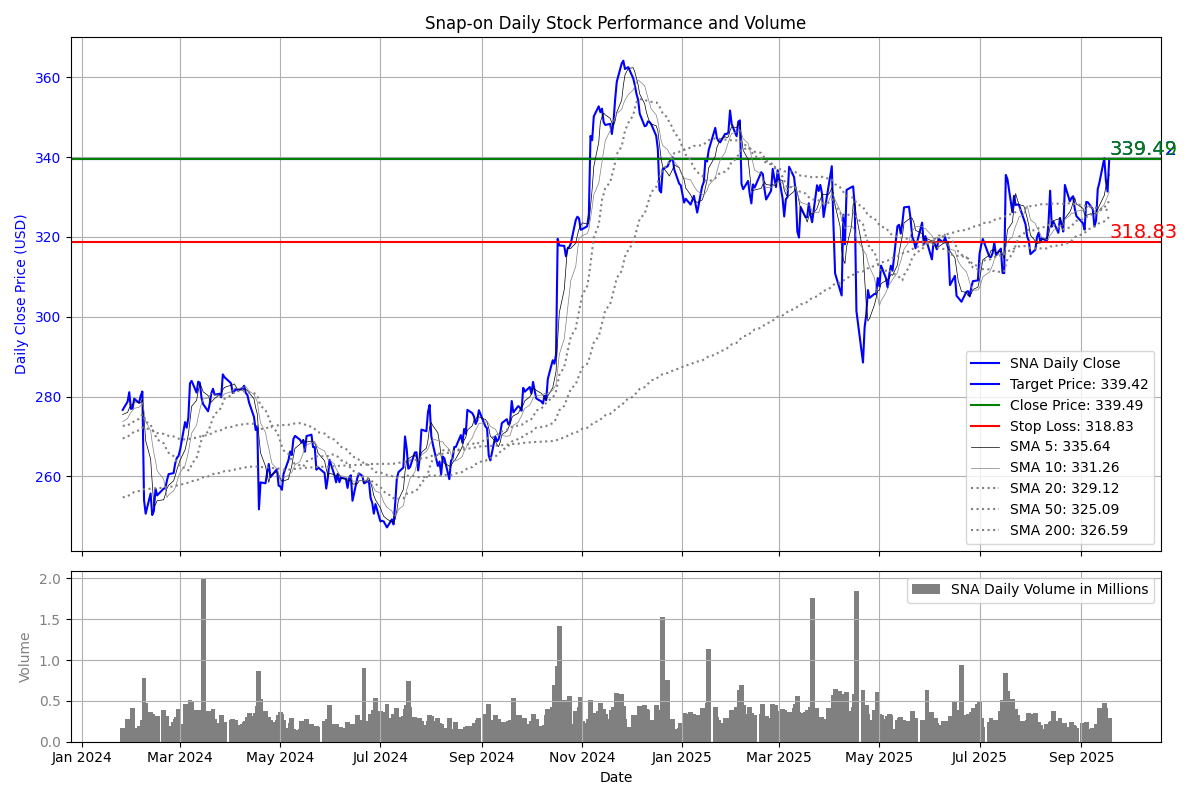 Snap-on Daily Stock Performance and Volume
Daily Close Price (USD)
360
340
320
300
280
260
339.49
318.83
SNA Daily Close
Target Price: 339.42
Close Price: 339.49
Stop Loss: 318.83
SMA 5: 335.64
SMA 10: 331.26
SMA 20: 329.12
SMA 50: 325.09
SMA 200: 326.59
Volume
2.0
1.5
1.0
0.5
0.0
SNA Daily Volume in Millions
Jan 2024 Mar 2024 May 2024 Jul 2024 Sep 2024 Nov 2024 Jan 2025 Mar 2025 May 2025 Jul 2025 Sep 2025
Date